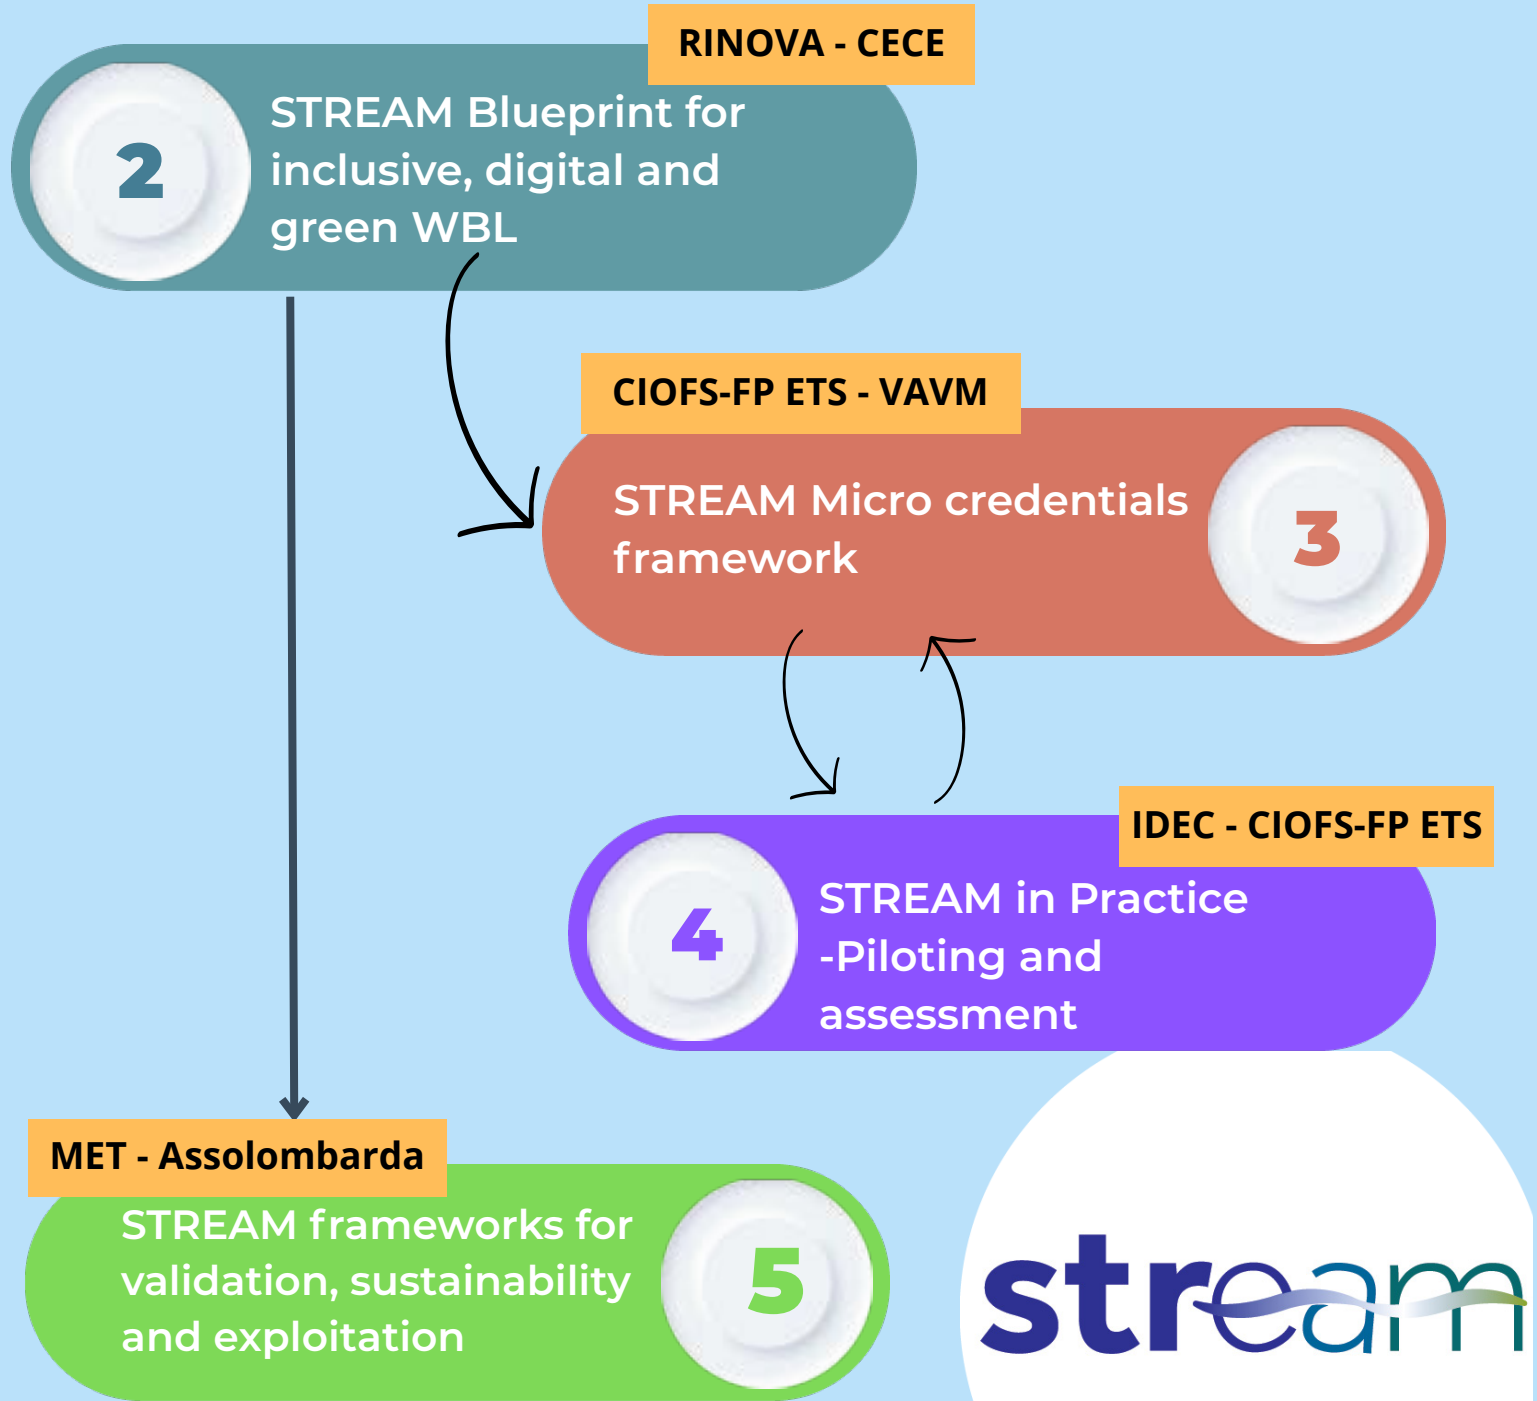 RINOVA - CECE
2
STREAM Blueprint for
inclusive, digital and
green WBL
CIOFS-FP ETS - VAVM
STREAM Micro credentials
framework
3
IDEC - CIOFS-FP ETS
4
STREAM in Practice
-Piloting and
assessment
MET - Assolombarda
STREAM frameworks for
validation, sustainability
and exploitation
5
stream